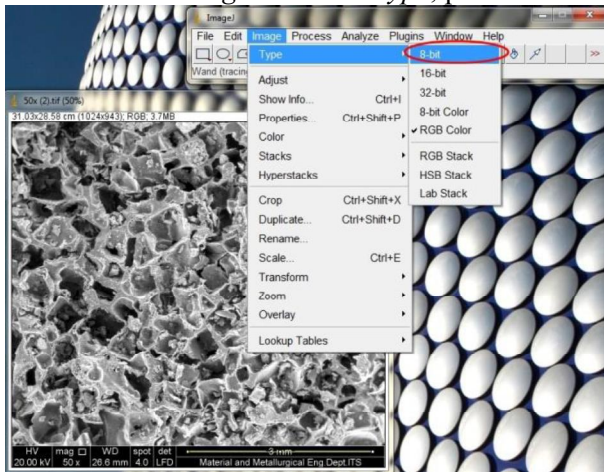 ImageJ
File Edit Image Process Analyze Plugins Window Help
>>
Wand (tracin
Type
8-bit
16-bit
32-bit
8-bit Color
✓ RGB Color
RGB Stack
HSB Stack
Lab Stack
Adjust
Show Info... Ctrl+I
Properties... Ctrl+Shift+P
Color
Stacks
Hyperstacks
Crop Ctrl+Shift+X
Duplicate... Ctrl+Shift+D
Rename...
Scale... Ctrl+E
Transform
Zoom
Overlay
Lookup Tables
50x (2).tif (50%)
31.03x28.58 cm (1024x943); RGB; 3.7MB
HV mag □ WD spot det
20.00 kV 50 x 26.6 mm 4.0 LFD
3 mm
Material and Metallurgical Eng Dept.ITS